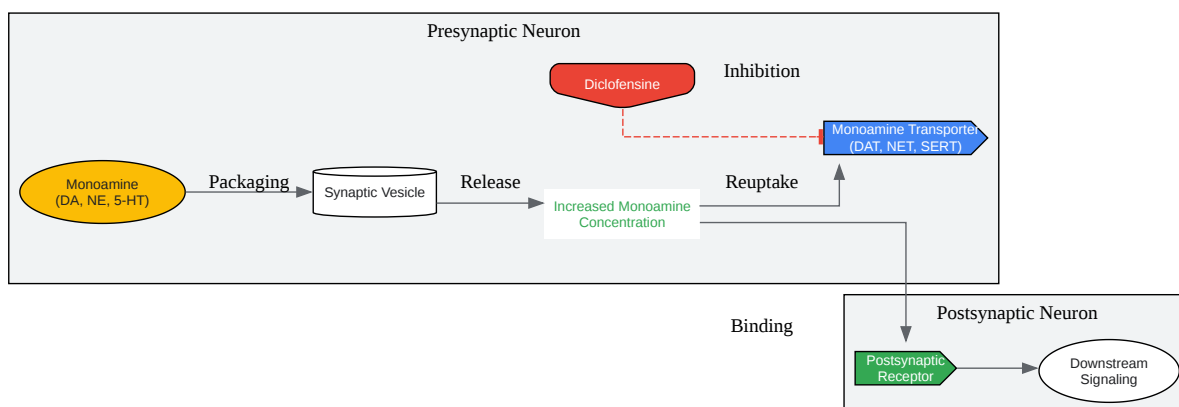 Presynaptic Neuron
Diclofensine
Inhibition
Monoamine Transporter
(DAT, NET, SERT)
Monoamine
(DA, NE, 5-HT)
Packaging
Synaptic Vesicle
Release
Increased Monoamine
Concentration
Reuptake
Binding
Postsynaptic Neuron
Postsynaptic
Receptor
Downstream
Signaling